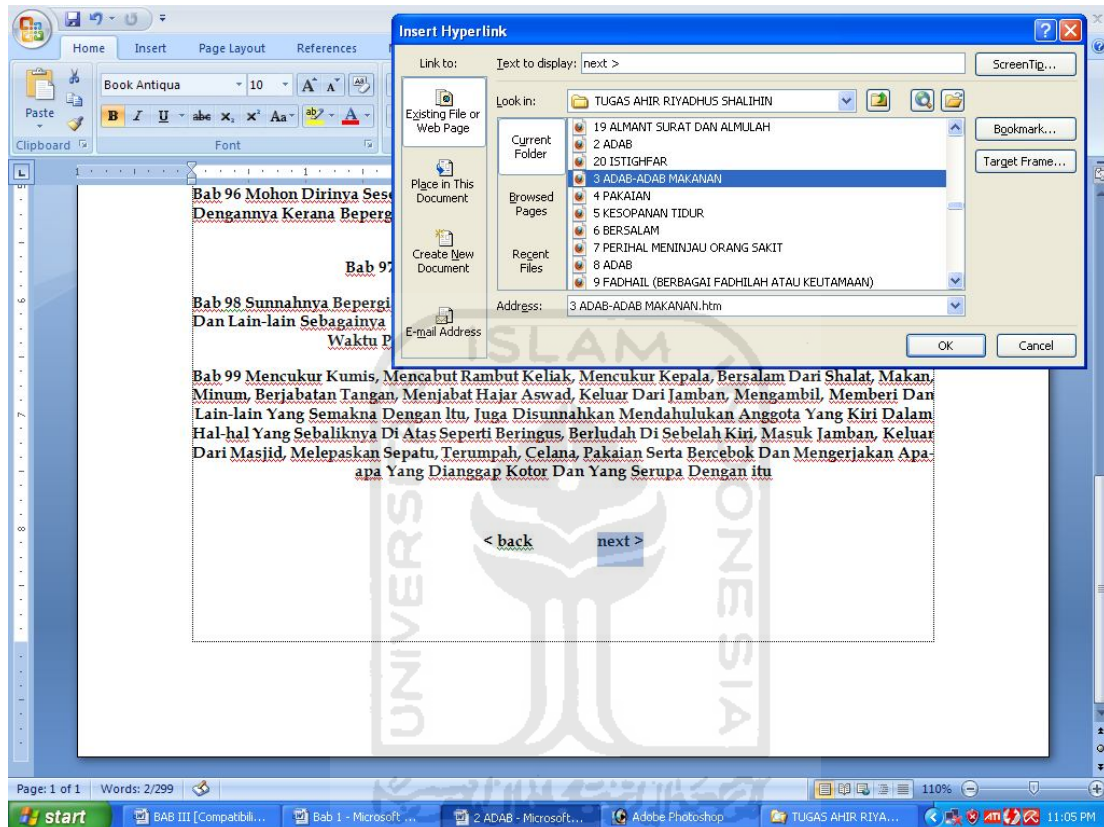 Home Insert Page Layout References
Book Antiqua 10
Paste
Clipboard Font
Insert Hyperlink
Link to: Text to display: next > ScreenTip...
Existing File or Web Page
Place in This Document
Create New Document
E-mail Address
Look in: TUGAS AHIR RIYADHUS SHALIHIN
Current Folder
Browsed Pages
Recent Files
19 ALMANT SURAT DAN ALMULAH
2 ADAB
20 ISTIGHFAR
3 ADAB-ADAB MAKANAN
4 PAKAIAN
5 KESOPANAN TIDUR
6 BERSALAM
7 PERIHAL MENINJAU ORANG SAKIT
8 ADAB
9 FADHAIL (BERBAGAI FADHILAH ATAU KEUTAMAAN)
Bookmark...
Target Frame...
Address: 3 ADAB-ADAB MAKANAN.htm
OK Cancel
Bab 96 Mohon Dirinya Sese
Dengannya Kerana Beperg
Bab 97
Bab 98 Sunnahnya Bepergi
Dan Lain-lain Sebagainya
Waktu P
Bab 99 Mencukur Kumis, Mencabut Rambut Keliak, Mencukur Kepala, Bersalam Dari Shalat, Makan,
Minum, Berjabatan Tangan, Menjabat Hajar Aswad, Keluar Dari Jamban, Mengambil, Memberi Dan
Lain-lain Yang Semakna Dengan Itu, Juga Disunnahkan Mendahulukan Anggota Yang Kiri Dalam
Hal-hal Yang Sebaliknya Di Atas Seperti Beringus, Berludah Di Sebelah Kiri, Masuk Jamban, Keluar
Dari Masjid, Melepaskan Sepatu, Terumpah, Celana, Pakaian Serta Bercebok Dan Mengerjakan Apa-
apa Yang Dianggap Kotor Dan Yang Serupa Dengan itu
< back next >
ISLAM
UNIVERSI
NESIA
Page: 1 of 1 Words: 2/299 110%
start BAB III [Compatibili... Bab 1 - Microsoft ... 2 ADAB - Microsoft... Adobe Photoshop TUGAS AHIR RIYA... 11:05 PM